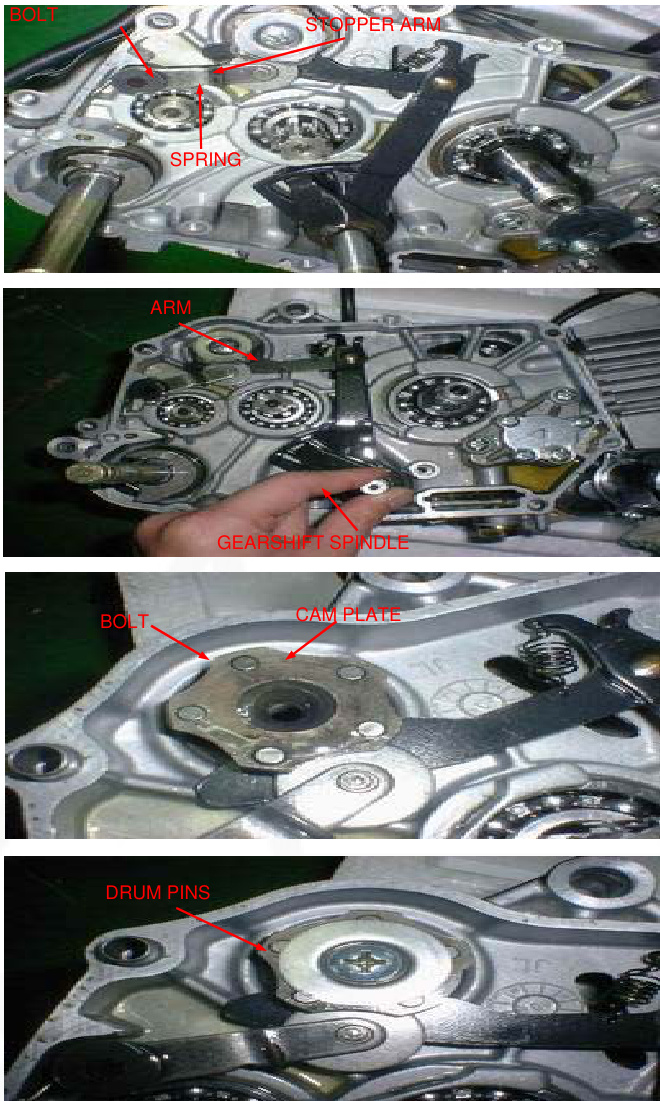 BOLT
STOPPER ARM
SPRING
ARM
GEARSHIFT SPINDLE
BOLT
CAM PLATE
DRUM PINS